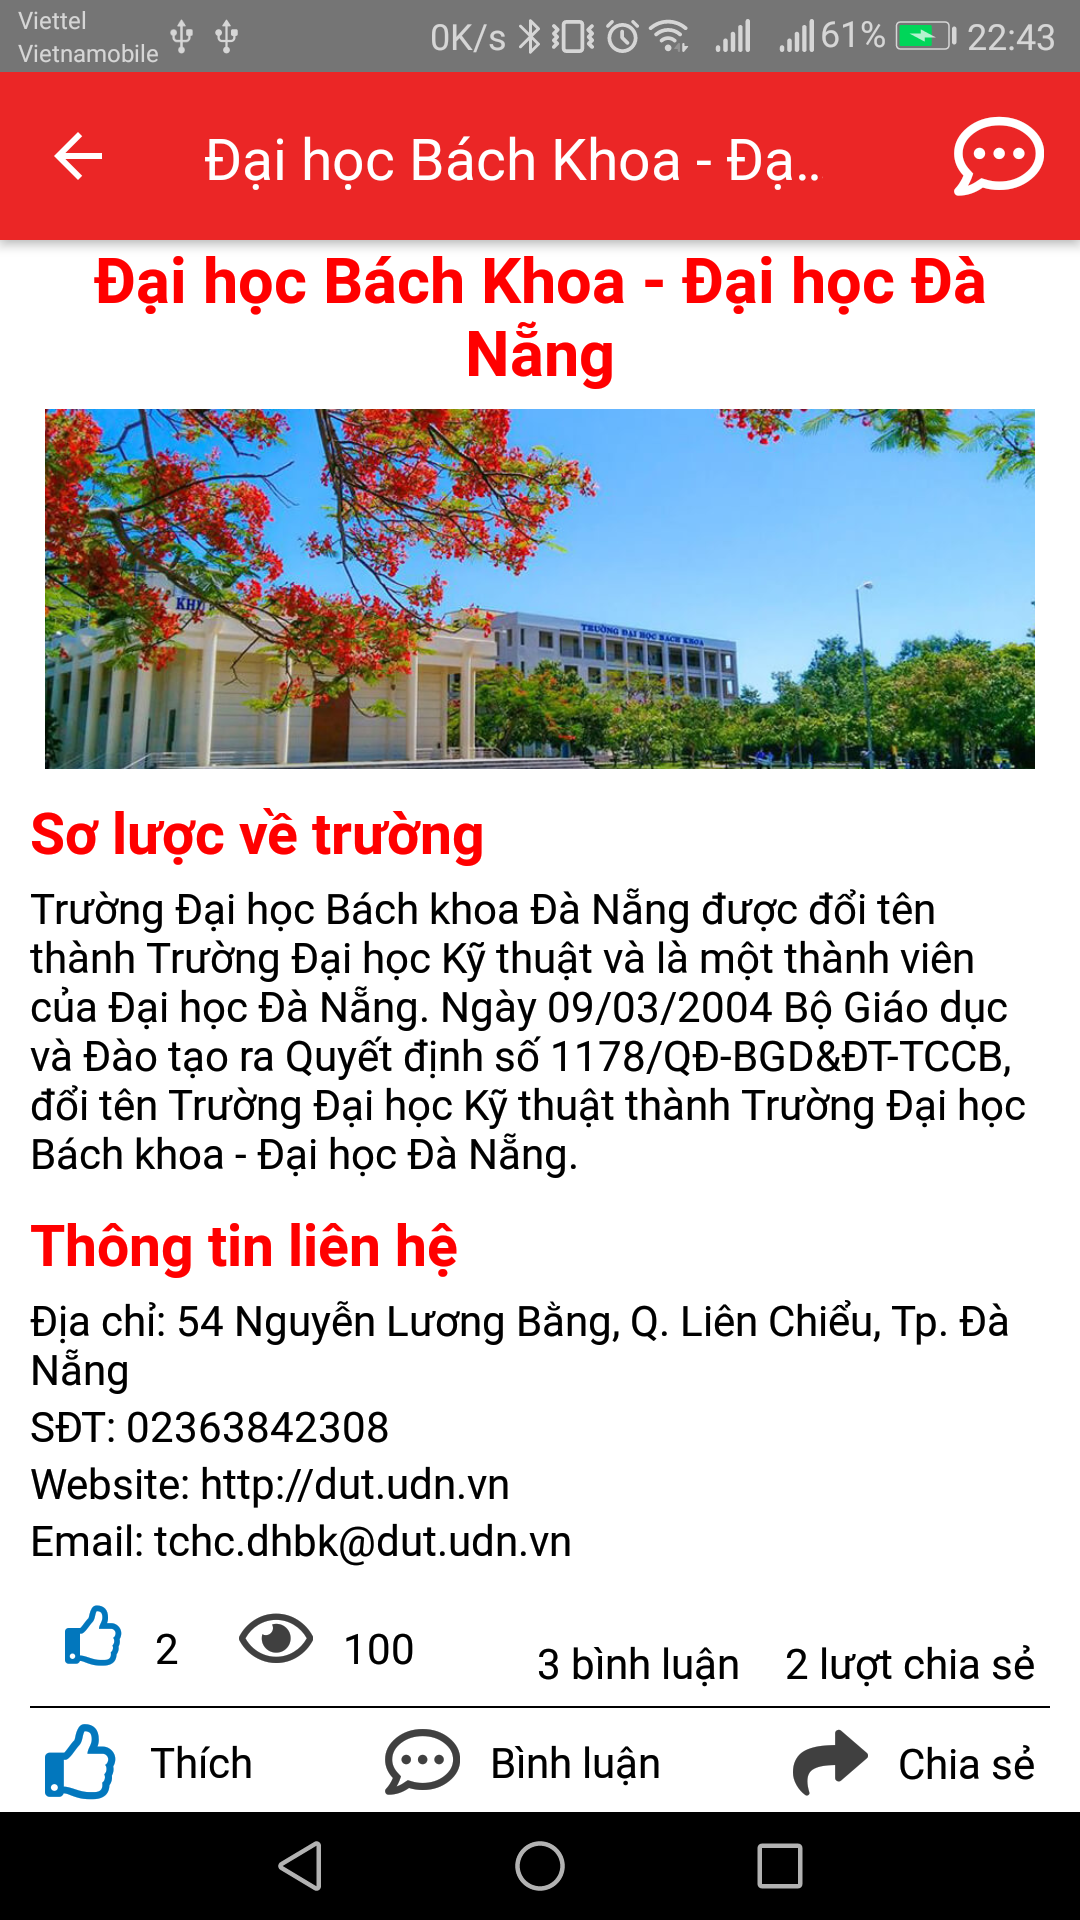 Viettel
Vietnamobile
0K/s 61% 22:43
Đại học Bách Khoa - Đạ..
Đại học Bách Khoa - Đại học Đà
Nẵng
KHU
TRƯỜNG ĐẠI HỌC BÁCH KHOA
Sơ lược về trường
Trường Đại học Bách khoa Đà Nẵng được đổi tên
thành Trường Đại học Kỹ thuật và là một thành viên
của Đại học Đà Nẵng. Ngày 09/03/2004 Bộ Giáo dục
và Đào tạo ra Quyết định số 1178/QĐ-BGD&ĐT-TCCB,
đổi tên Trường Đại học Kỹ thuật thành Trường Đại học
Bách khoa - Đại học Đà Nẵng.
Thông tin liên hệ
Địa chỉ: 54 Nguyễn Lương Bằng, Q. Liên Chiểu, Tp. Đà
Nẵng
SĐT: 02363842308
Website: http://dut.udn.vn
Email: tchc.dhbk@dut.udn.vn
2 100 3 bình luận 2 lượt chia sẻ
Thích Bình luận Chia sẻ